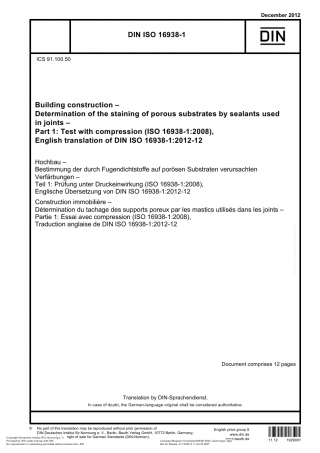 December 2012
DIN ISO 16938-1
DIN
ICS 91.100.50
Building construction –
Determination of the staining of porous substrates by sealants used
in joints –
Part 1: Test with compression (ISO 16938-1:2008),
English translation of DIN ISO 16938-1:2012-12
Hochbau –
Bestimmung der durch Fugendichtstoffe auf porösen Substraten verursachten
Verfärbungen –
Teil 1: Prüfung unter Druckeinwirkung (ISO 16938-1:2008),
Englische Übersetzung von DIN ISO 16938-1:2012-12
Construction immobilière –
Détermination du tachage des supports poreux par les mastics utilisés dans les joints –
Partie 1: Essai avec compression (ISO 16938-1:2008),
Traduction anglaise de DIN ISO 16938-1:2012-12
Document comprises 12 pages
Translation by DIN-Sprachendienst.
In case of doubt, the German-language original shall be considered authoritative.
©
No part of this translation may be reproduced without prior permission of
DIN Deutsches Institut für Normung e. V., Berlin. Beuth Verlag GmbH, 10772 Berlin, Germany,
right of sale for German Standards (DIN-Normen).
English price group 9
www.din.de
www.beuth.de
11.12